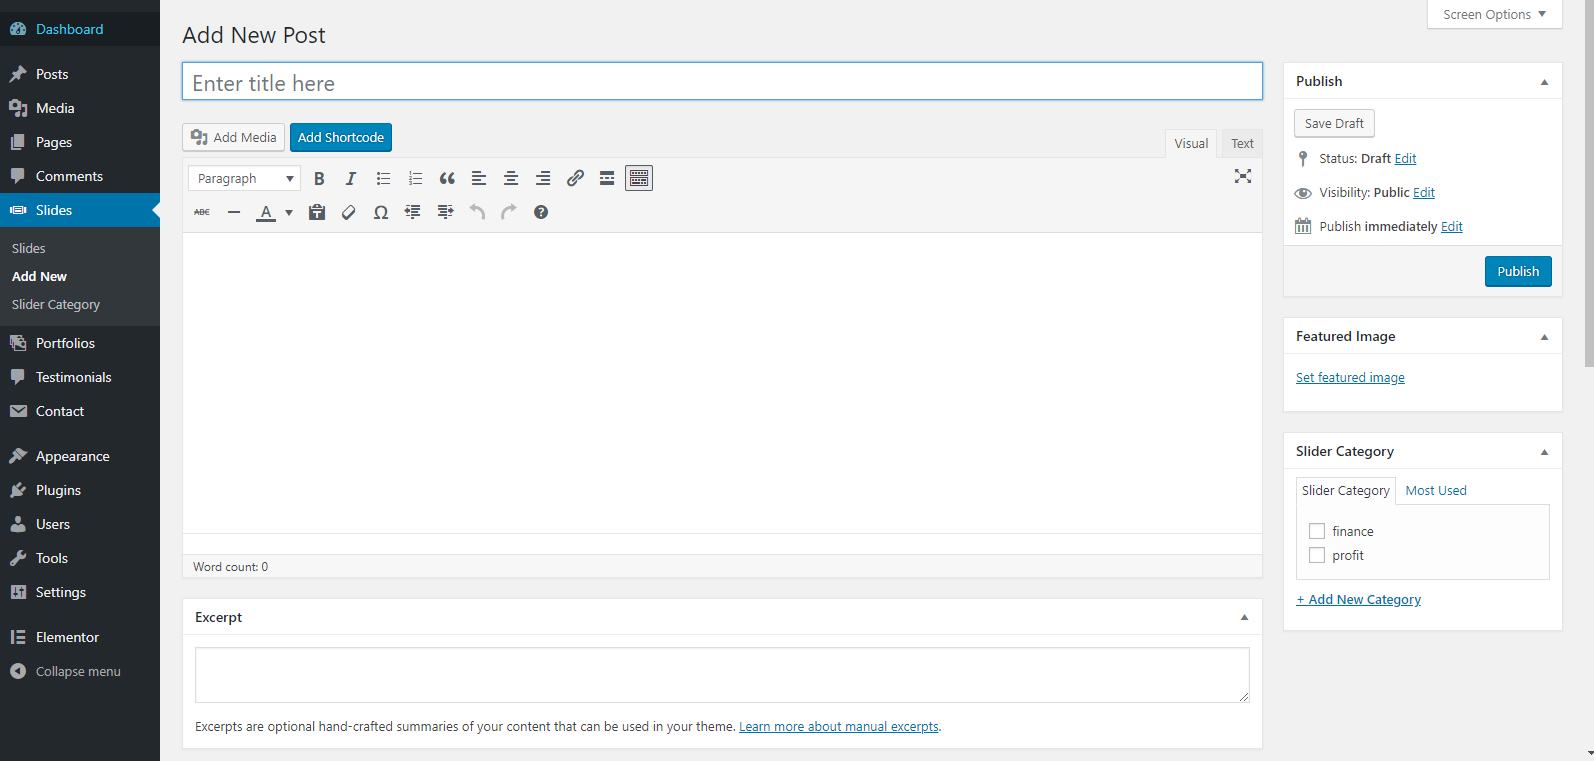 Screen Options
Dashboard
Posts
Media
Pages
Comments
Slides
Slides
Add New
Slider Category
Portfolios
Testimonials
Contact
Appearance
Plugins
Users
Tools
Settings
Elementor
Collapse menu
Add New Post
Enter title here
Add Media
Add Shortcode
Visual
Text
Paragraph
B
I
ABC
A
Word count: 0
Excerpt
Excerpts are optional hand-crafted summaries of your content that can be used in your theme. Learn more about manual excerpts.
Publish
Save Draft
Status: Draft Edit
Visibility: Public Edit
Publish immediately Edit
Publish
Featured Image
Set featured image
Slider Category
Slider Category
Most Used
finance
profit
+ Add New Category